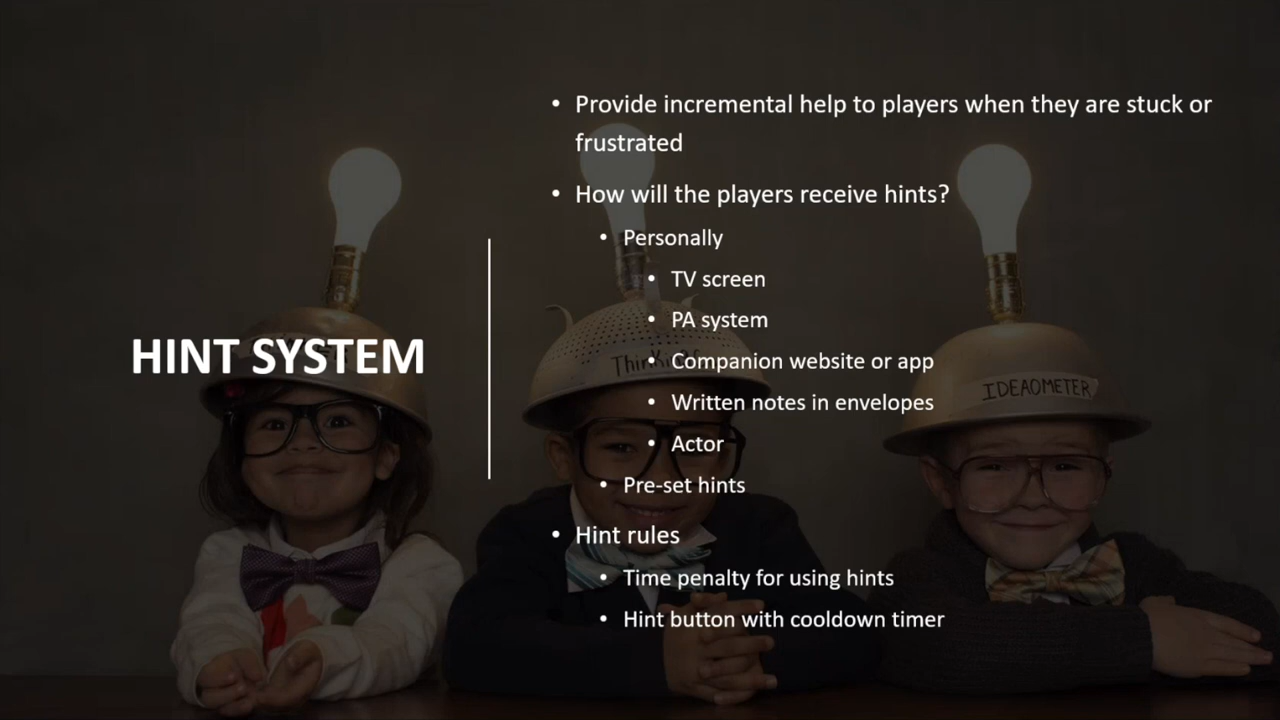 HINT SYSTEM
• Provide incremental help to players when they are stuck or
frustrated
• How will the players receive hints?
• Personally
• TV screen
• PA system
• Companion website or app
• Written notes in envelopes
• Actor
• Pre-set hints
• Hint rules
• Time penalty for using hints
• Hint button with cooldown timer
IDEAOMETER